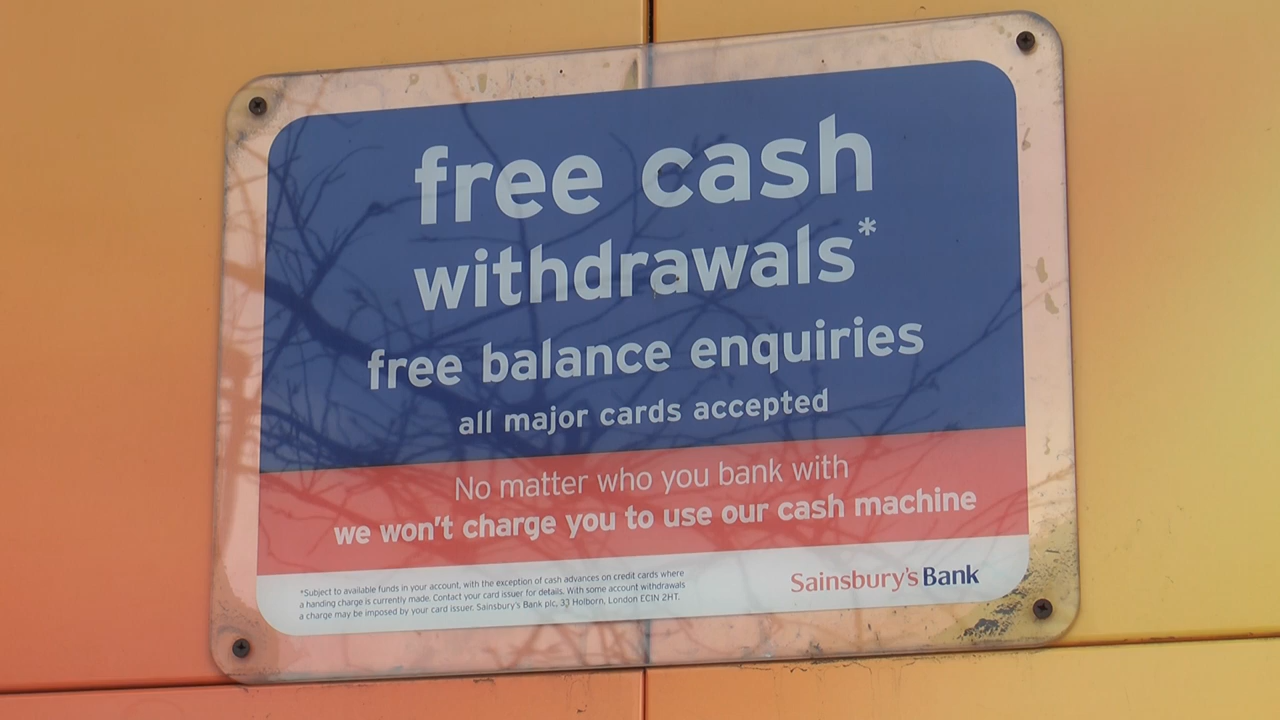 free cash
withdrawals*
free balance enquiries
all major cards accepted
No matter who you bank with
we won't charge you to use our cash machine
*Subject to available funds in your account, with the exception of cash advances on credit cards where
a handing charge is currently made. Contact your card issuer for details. With some account withdrawals
a charge may be imposed by your card issuer. Sainsbury's Bank plc, 33 Holborn, London EC1N 2HT.
Sainsbury's Bank